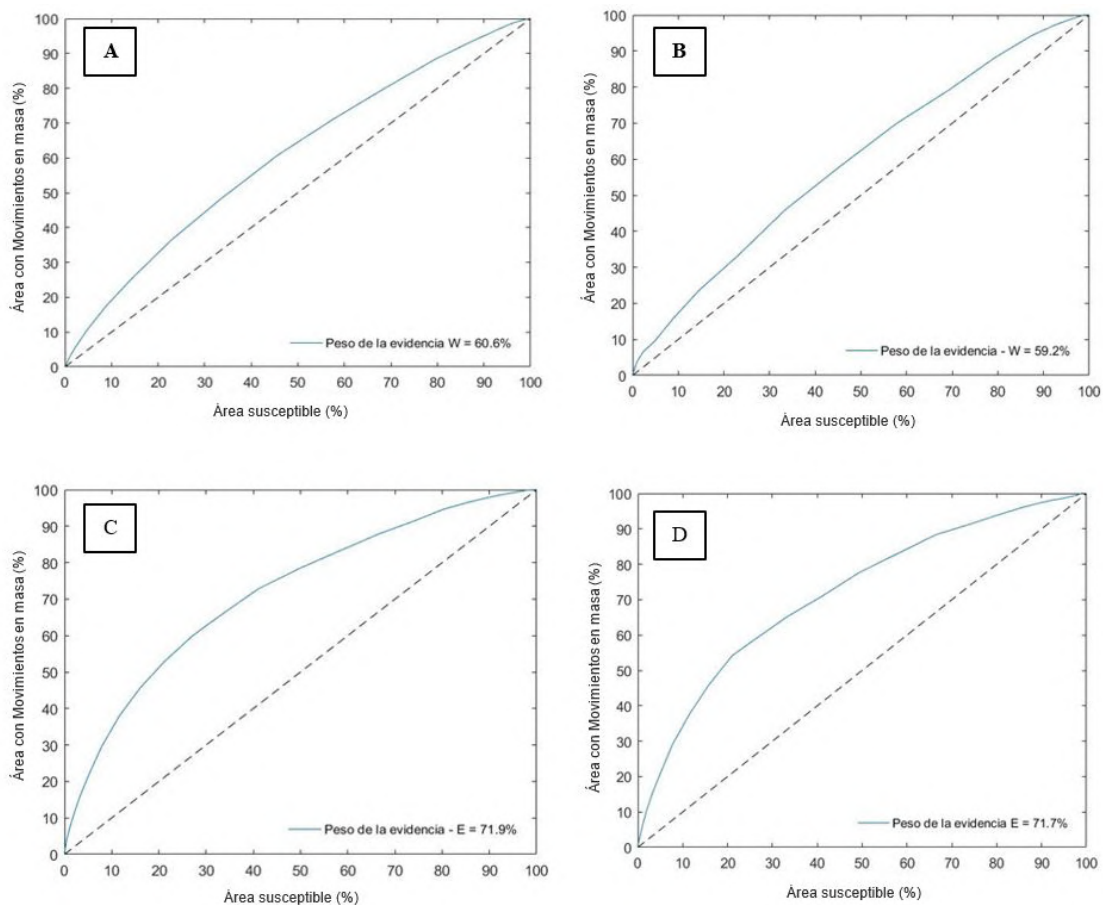 A
Área con Movimientos en masa (%)
100
90
80
70
60
50
40
30
20
10
0
Peso de la evidencia W = 60.6%
0 10 20 30 40 50 60 70 80 90 100
Área susceptible (%)
B
Área con Movimientos en masa (%)
100
90
80
70
60
50
40
30
20
10
0
Peso de la evidencia - W = 59.2%
0 10 20 30 40 50 60 70 80 90 100
Área susceptible (%)
C
Área con Movimientos en masa (%)
100
90
80
70
60
50
40
30
20
10
0
Peso de la evidencia - E = 71.9%
0 10 20 30 40 50 60 70 80 90 100
Área susceptible (%)
D
Área con Movimientos en masa (%)
100
90
80
70
60
50
40
30
20
10
0
Peso de la evidencia E = 71.7%
0 10 20 30 40 50 60 70 80 90 100
Área susceptible (%)